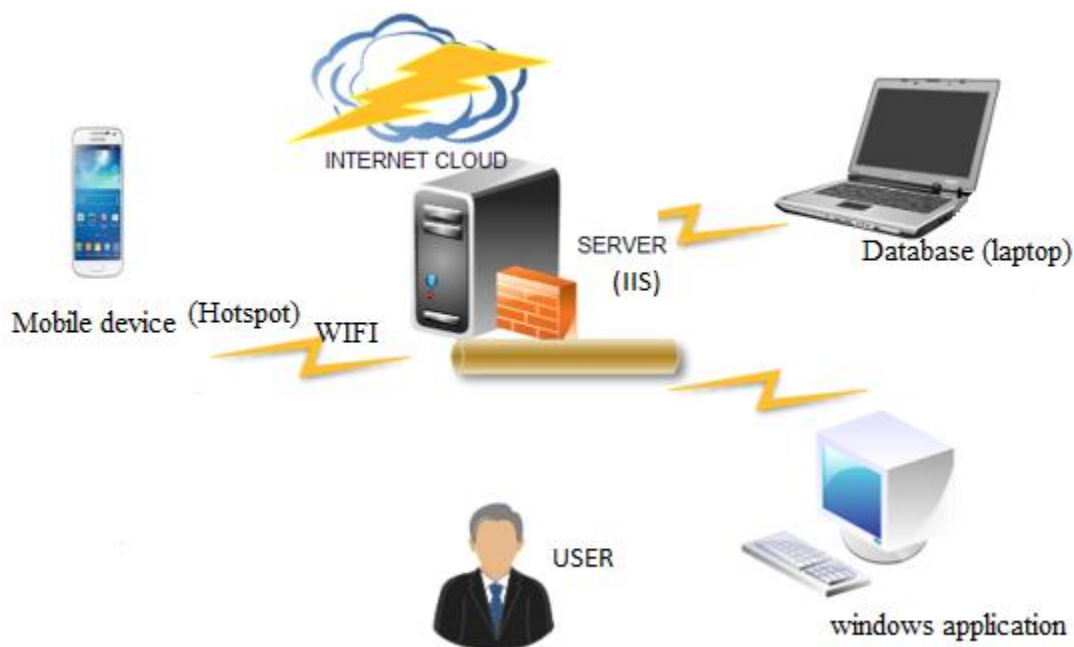 INTERNET CLOUD
SERVER
(IIS)
Database (laptop)
Mobile device
(Hotspot)
WIFI
USER
windows application